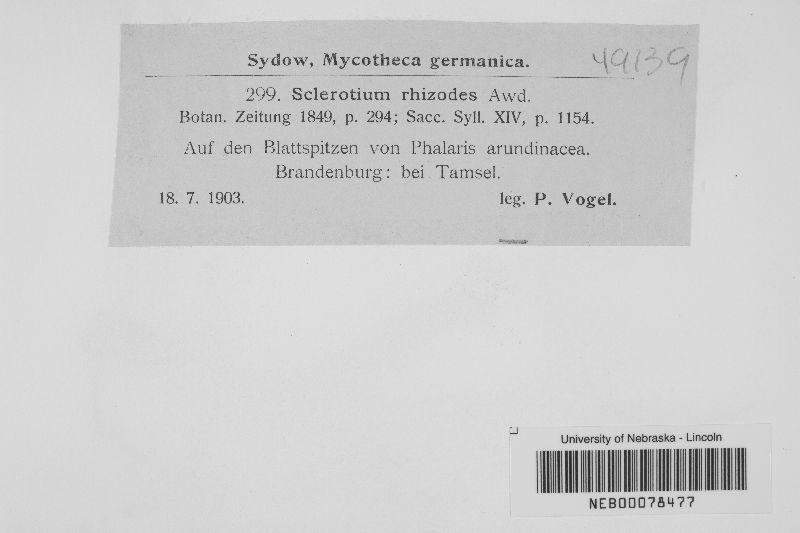 Sydow, Mycotheca germanica.
49139
299. Sclerotium rhizodes Awd.
Botan. Zeitung 1849, p. 294; Sacc. Syll. XIV, p. 1154.
Auf den Blattspitzen von Phalaris arundinacea.
Brandenburg: bei Tamsel.
18. 7. 1903. leg. P. Vogel.
University of Nebraska - Lincoln
NEB00078477